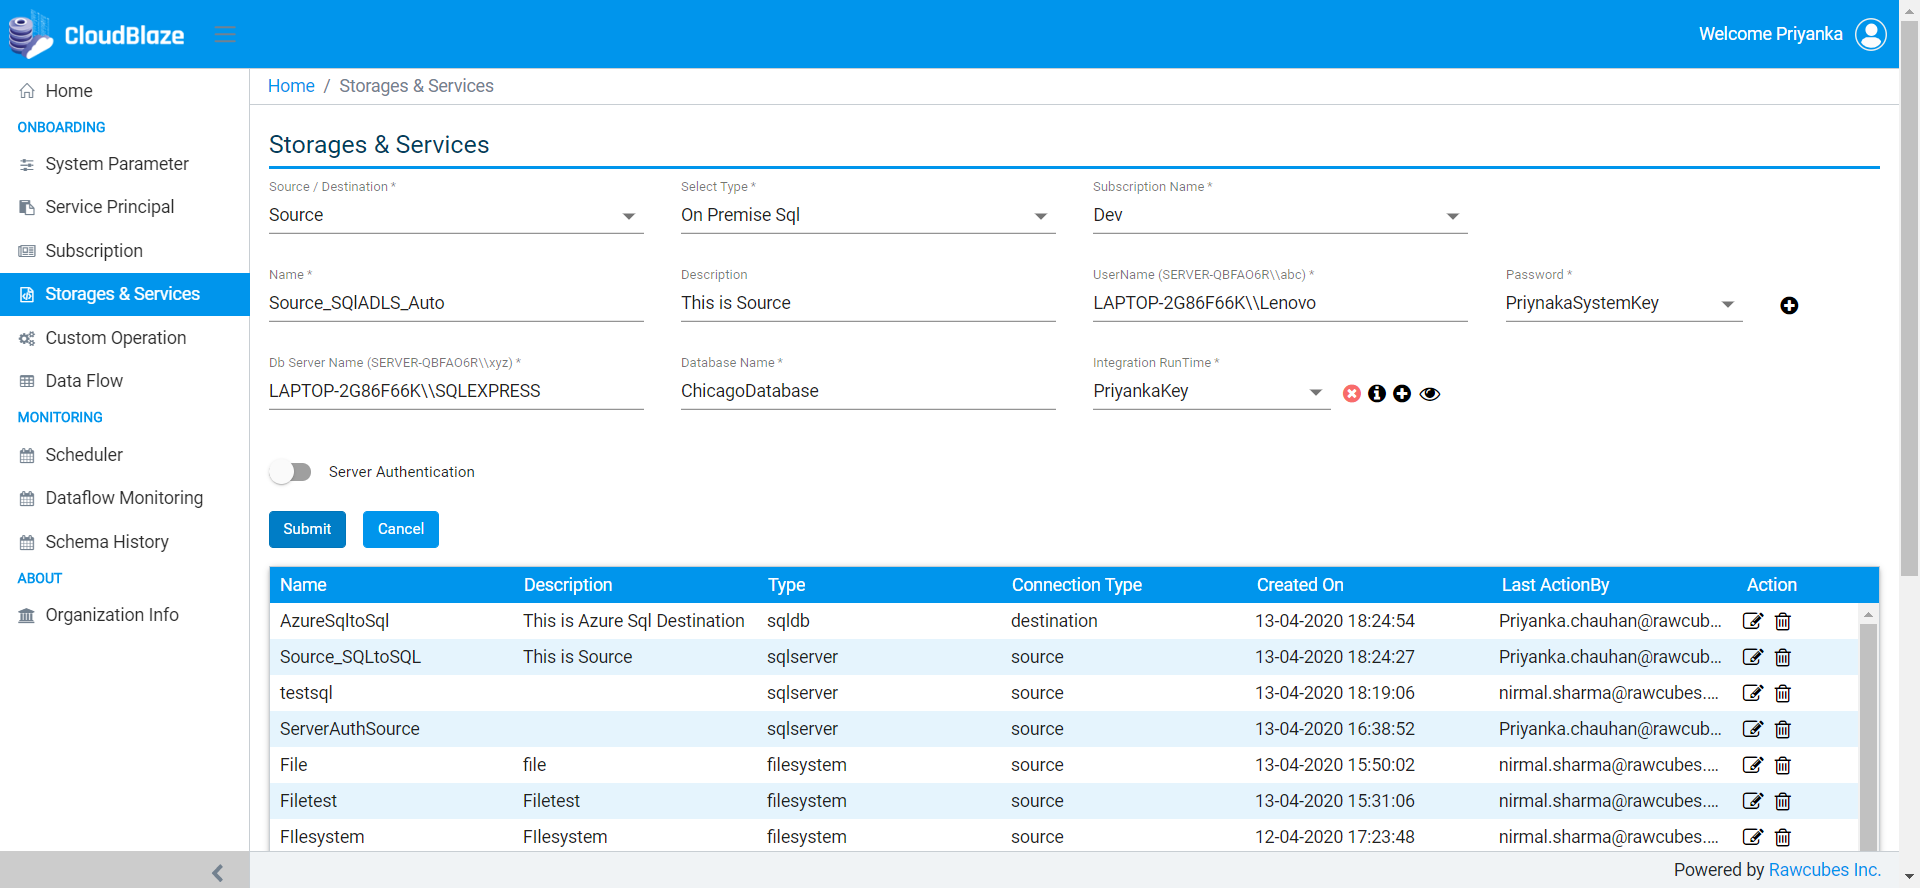 CloudBlaze
Welcome Priyanka
Home
ONBOARDING
System Parameter
Service Principal
Subscription
Storages & Services
Custom Operation
Data Flow
MONITORING
Scheduler
Dataflow Monitoring
Schema History
ABOUT
Organization Info
Home / Storages & Services
Storages & Services
Source / Destination * Select Type * Subscription Name *
Source On Premise Sql Dev
Name * Description UserName (SERVER-QBFAO6R\\abc) * Password *
Source_SQlADLS_Auto This is Source LAPTOP-2G86F66K\\Lenovo PriynakaSystemKey
Db Server Name (SERVER-QBFAO6R\\xyz) * Database Name * Integration RunTime *
LAPTOP-2G86F66K\\SQLEXPRESS ChicagoDatabase PriyankaKey
Server Authentication
Submit Cancel
Name Description Type Connection Type Created On Last ActionBy Action
AzureSqltoSql This is Azure Sql Destination sqldb destination 13-04-2020 18:24:54 Priyanka.chauhan@rawcub...
Source_SQLtoSQL This is Source sqlserver source 13-04-2020 18:24:27 Priyanka.chauhan@rawcub...
testsql sqlserver source 13-04-2020 18:19:06 nirmal.sharma@rawcubes....
ServerAuthSource sqlserver source 13-04-2020 16:38:52 Priyanka.chauhan@rawcub...
File file filesystem source 13-04-2020 15:50:02 nirmal.sharma@rawcubes....
Filetest Filetest filesystem source 13-04-2020 15:31:06 nirmal.sharma@rawcubes....
FIlesystem FIlesystem filesystem source 12-04-2020 17:23:48 nirmal.sharma@rawcubes....
Powered by Rawcubes Inc.